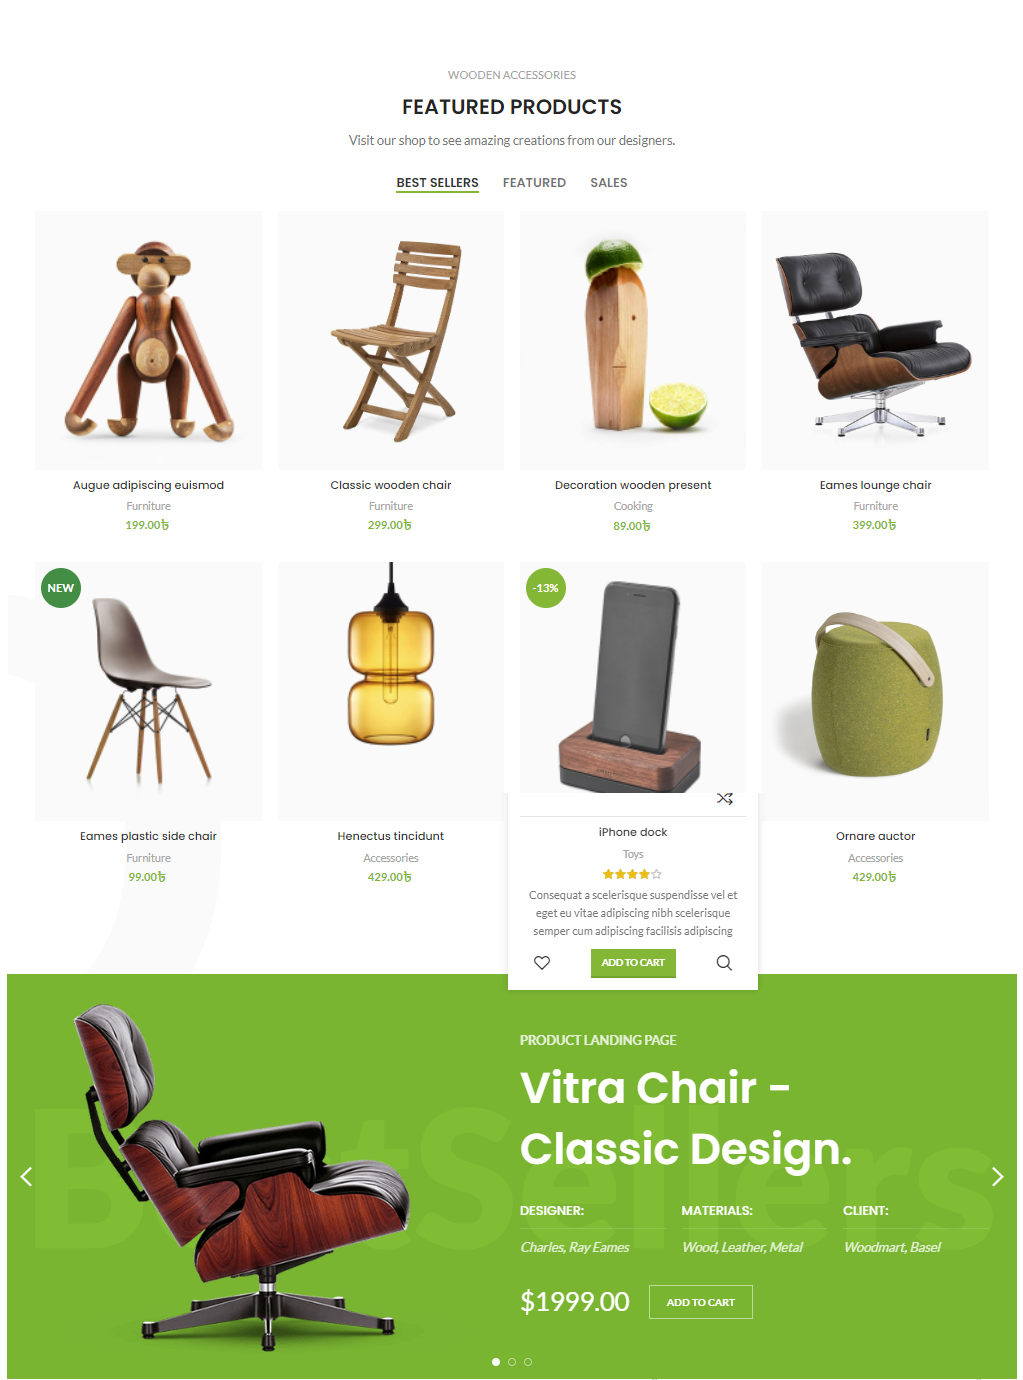 WOODEN ACCESSORIES
FEATURED PRODUCTS
Visit our shop to see amazing creations from our designers.
BEST SELLERS FEATURED SALES
Augue adipiscing euismod
Furniture
199.00৳
Classic wooden chair
Furniture
299.00৳
Decoration wooden present
Cooking
89.00৳
Eames lounge chair
Furniture
399.00৳
NEW
Eames plastic side chair
Furniture
99.00৳
Henectus tincidunt
Accessories
429.00৳
-13%
iPhone dock
Toys
Consequat a scelerisque suspendisse vel et
eget eu vitae adipiscing nibh scelerisque
semper cum adipiscing facilisis adipiscing
ADD TO CART
Ornare auctor
Accessories
429.00৳
PRODUCT LANDING PAGE
Vitra Chair -
Classic Design.
BestSellers
DESIGNER: MATERIALS: CLIENT:
Charles, Ray Eames Wood, Leather, Metal Woodmart, Basel
$1999.00 ADD TO CART